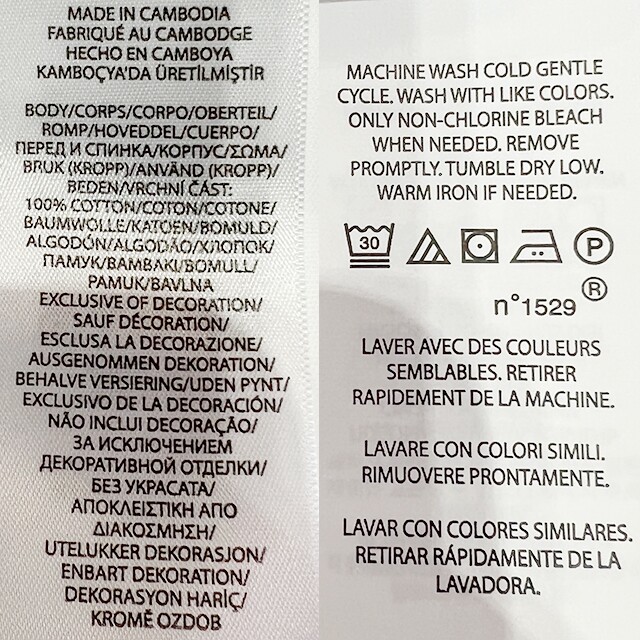 MADE IN CAMBODIA
FABRIQUÉ AU CAMBODGE
HECHO EN CAMBOYA
KAMBOÇYA'DA ÜRETİLMİŞTİR
BODY/CORPS/CORPO/OBERTEIL/
ROMP/HOVEDDEL/CUERPO/
ПЕРЕД И СПИНКА/КОРПУС/ΣΩΜΑ/
BRUK (KROPP)/ANVÄND (KROPP)/
BEDEN/VRCHNÍ ČÁST:
100% COTTON/COTON/COTONE/
BAUMWOLLE/KATOEN/BOMULD/
ALGODÓN/ALGODÃO/ХЛОПОК/
ПАМУК/ΒΑΜΒΑΚΙ/BOMULL/
PAMUK/BAVLNA
EXCLUSIVE OF DECORATION/
SAUF DÉCORATION/
ESCLUSA LA DECORAZIONE/
AUSGENOMMEN DEKORATION/
BEHALVE VERSIERING/UDEN PYNT/
EXCLUSIVO DE LA DECORACIÓN/
NÃO INCLUI DECORAÇÃO/
ЗА ИСКЛЮЧЕНИЕМ
ДЕКОРАТИВНОЙ ОТДЕЛКИ/
БЕЗ УКРАСАТА/
ΑΠΟΚΛΕΙΣΤΙΚΗ ΑΠΟ
ΔΙΑΚΟΣΜΗΣΗ/
UTELUKKER DEKORASJON/
ENBART DEKORATION/
DEKORASYON HARİÇ/
KROMĚ OZDOB
MACHINE WASH COLD GENTLE
CYCLE. WASH WITH LIKE COLORS.
ONLY NON-CHLORINE BLEACH
WHEN NEEDED. REMOVE
PROMPTLY. TUMBLE DRY LOW.
WARM IRON IF NEEDED.
30 P
n°1529 ®
LAVER AVEC DES COULEURS
SEMBLABLES. RETIRER
RAPIDEMENT DE LA MACHINE.
LAVARE CON COLORI SIMILI.
RIMUOVERE PRONTAMENTE.
LAVAR CON COLORES SIMILARES.
RETIRAR RÁPIDAMENTE DE LA
LAVADORA.